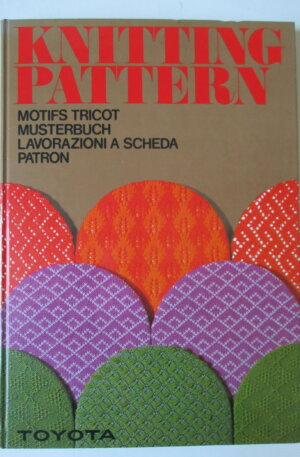 KNITTING
PATTERN
MOTIFS TRICOT
MUSTERBUCH
LAVORAZIONI A SCHEDA
PATRON
TOYOTA